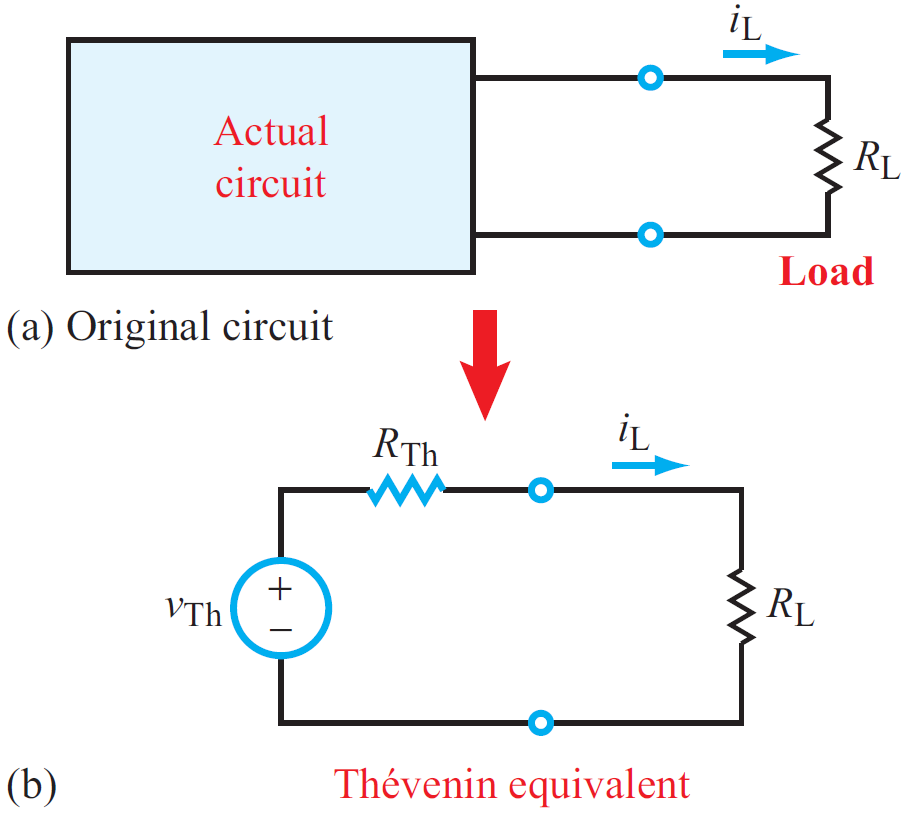 iL
Actual
circuit
RL
Load
(a) Original circuit
RTh
iL
+
vTh
−
RL
(b)
Thévenin equivalent